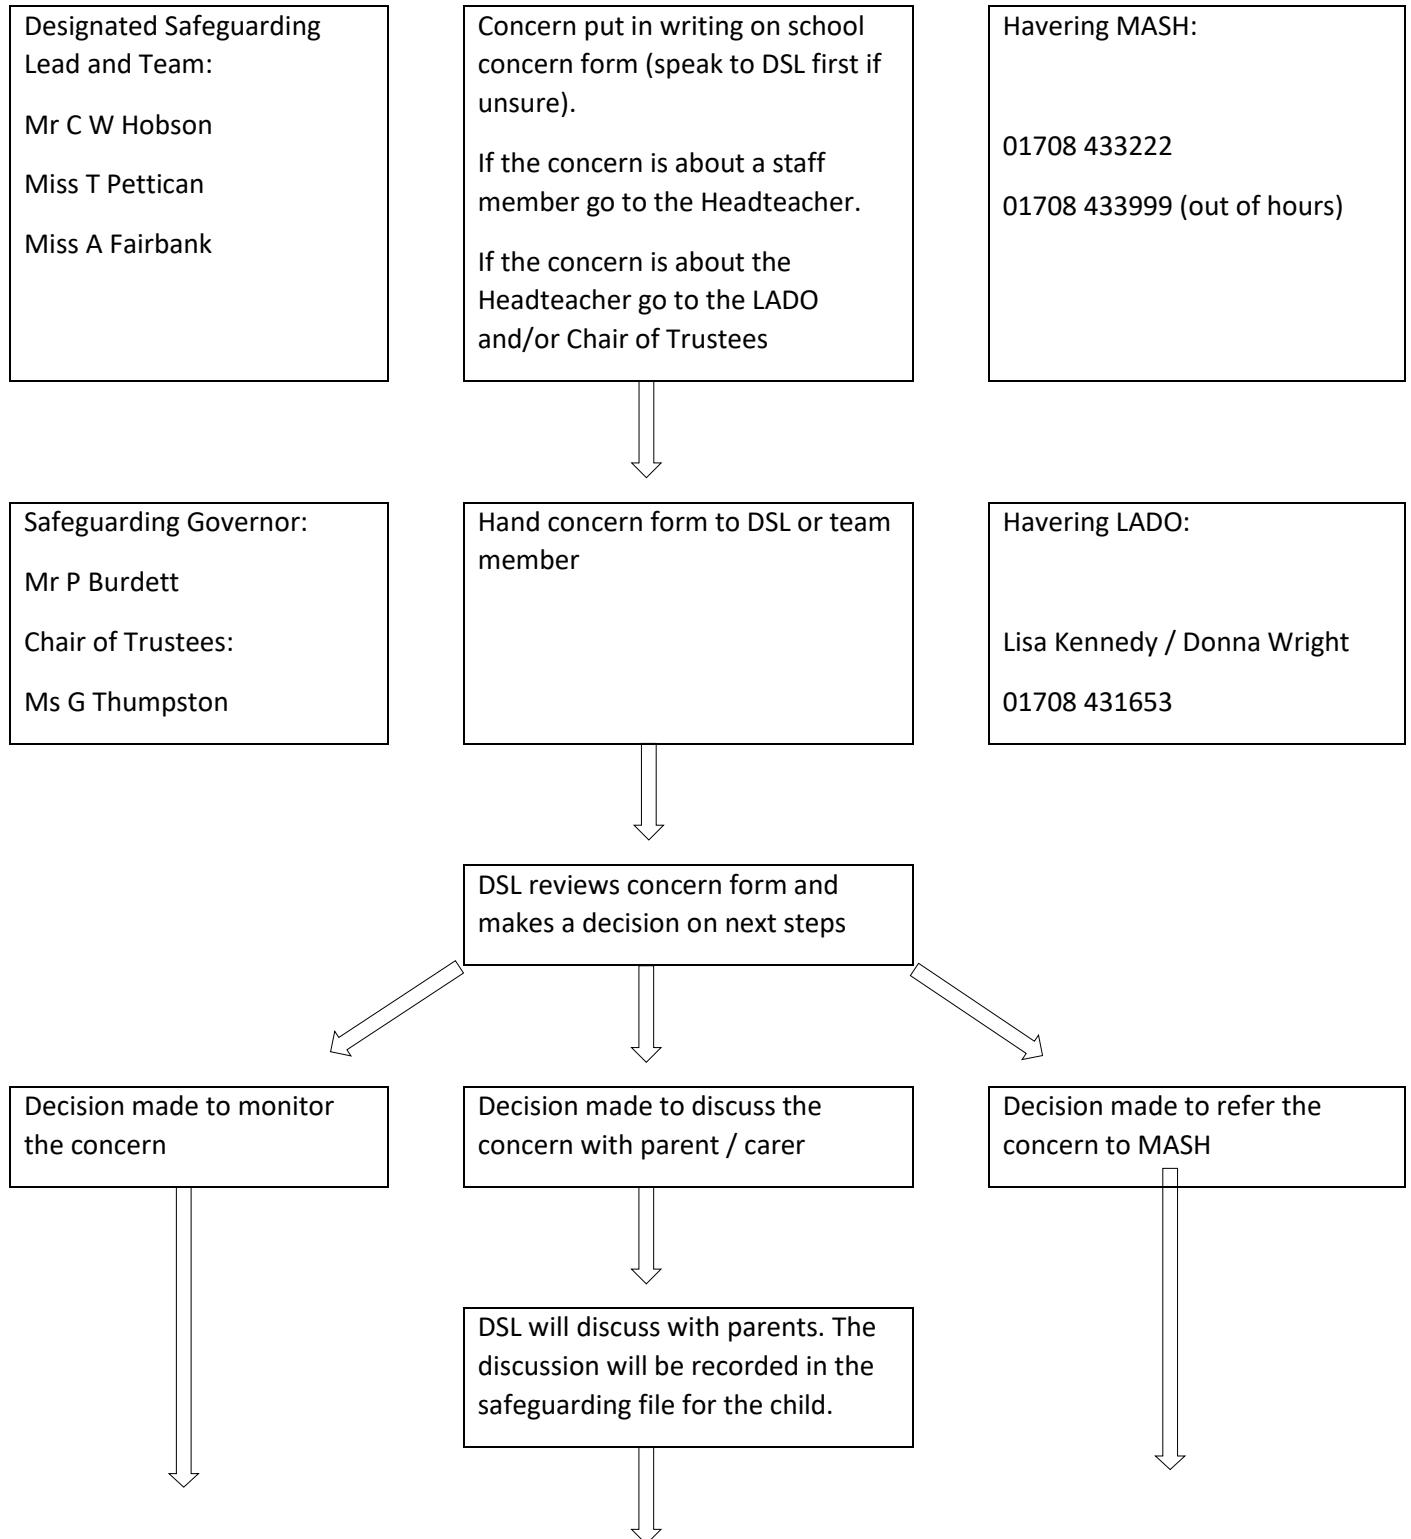 Designated Safeguarding
Lead and Team:
Mr C W Hobson
Miss T Pettican
Miss A Fairbank
Concern put in writing on school
concern form (speak to DSL first if
unsure).
If the concern is about a staff
member go to the Headteacher.
If the concern is about the
Headteacher go to the LADO
and/or Chair of Trustees
Havering MASH:
01708 433222
01708 433999 (out of hours)
Safeguarding Governor:
Mr P Burdett
Chair of Trustees:
Ms G Thumpston
Hand concern form to DSL or team
member
Havering LADO:
Lisa Kennedy / Donna Wright
01708 431653
DSL reviews concern form and
makes a decision on next steps
Decision made to monitor
the concern
Decision made to discuss the
concern with parent / carer
Decision made to refer the
concern to MASH
DSL will discuss with parents. The
discussion will be recorded in the
safeguarding file for the child.